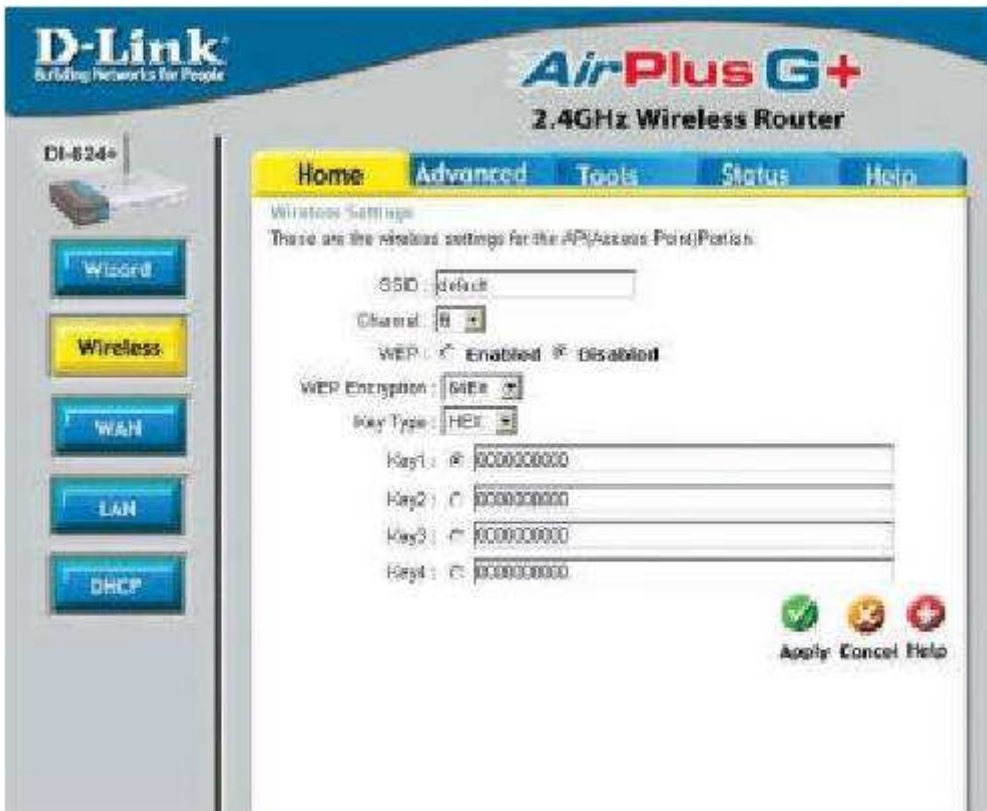 D-Link
Building Networks for People
AirPlus G+
2.4GHz Wireless Router
DI-624+
Home Advanced Tools Status Help
Wireless Settings
These are the wireless settings for the AP(Access Point)Portion.
Wizard
Wireless
WAN
LAN
DHCP
SSID : default
Channel :
WEP : Enabled Disabled
WEP Encryption :
Key Type : HEX
Key1 : 0000000000
Key2 : 0000000000
Key3 : 0000000000
Key4 : 0000000000
Apply Cancel Help